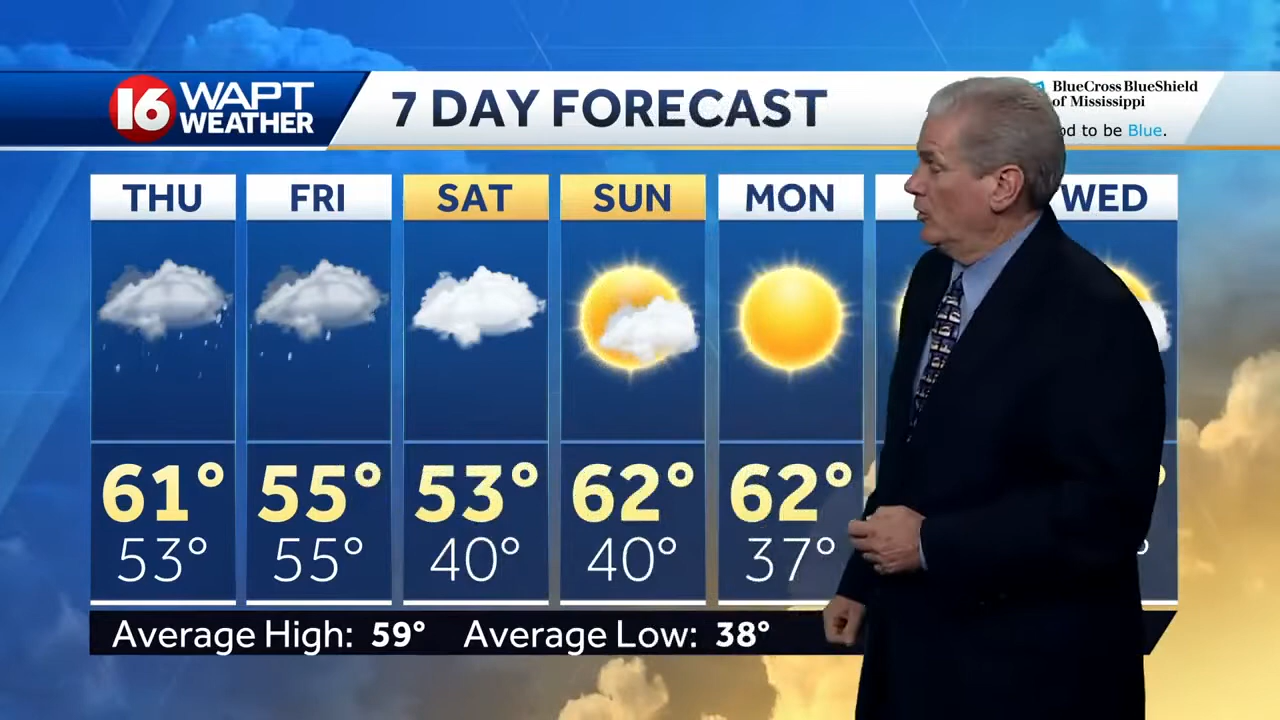 16 WAPT
WEATHER
7 DAY FORECAST
BlueCross BlueShield
of Mississippi
to be Blue.
THU FRI SAT SUN MON WED
61° 55° 53° 62° 62°
53° 55° 40° 40° 37°
Average High: 59° Average Low: 38°